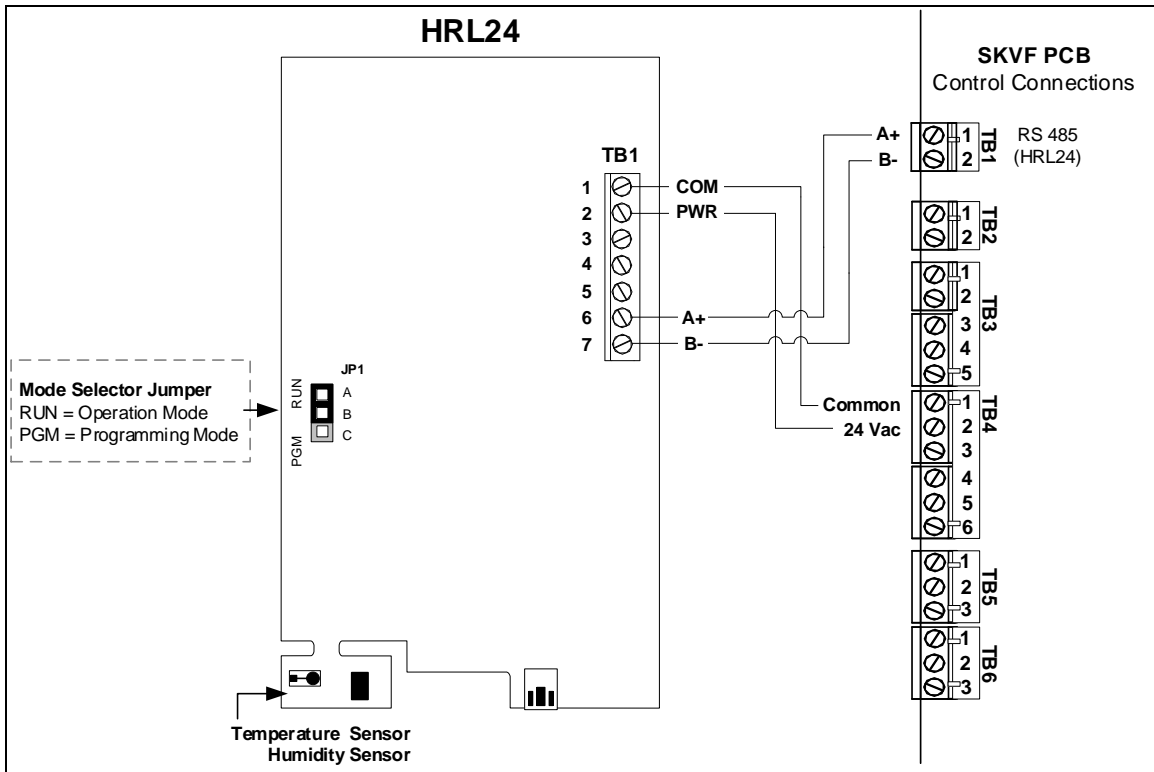 HRL24
SKVF PCB
Control Connections
A+
B-
1
2
TB1
RS 485
(HRL24)
TB1
1
2
3
4
5
6
7
COM
PWR
A+
B-
1
2
TB2
1
2
3
4
5
TB3
Mode Selector Jumper
RUN = Operation Mode
PGM = Programming Mode
JP1
RUN
PGM
A
B
C
Common
24 Vac
1
2
3
4
5
6
TB4
1
2
3
TB5
1
2
3
TB6
Temperature Sensor
Humidity Sensor